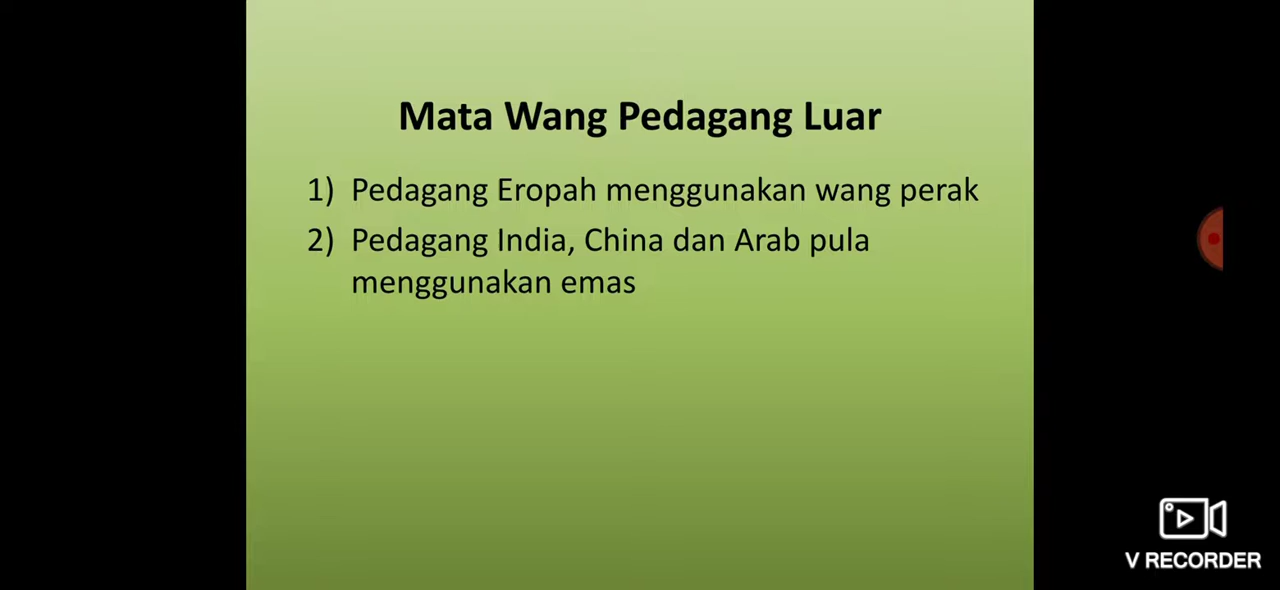 Mata Wang Pedagang Luar
1) Pedagang Eropah menggunakan wang perak
2) Pedagang India, China dan Arab pula
menggunakan emas
V RECORDER